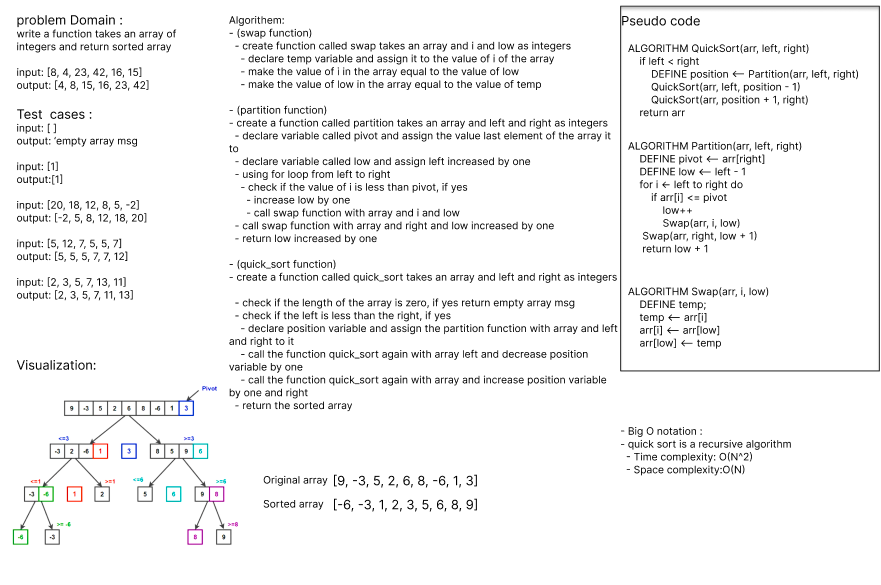 problem Domain :
write a function takes an array of
integers and return sorted array
input: [8, 4, 23, 42, 16, 15]
output: [4, 8, 15, 16, 23, 42]
Test cases :
input: [ ]
output: 'empty array msg
input: [1]
output:[1]
input: [20, 18, 12, 8, 5, -2]
output: [-2, 5, 8, 12, 18, 20]
input: [5, 12, 7, 5, 5, 7]
output: [5, 5, 5, 7, 7, 12]
input: [2, 3, 5, 7, 13, 11]
output: [2, 3, 5, 7, 11, 13]
Visualization:
Pivot
9 -3 5 2 6 8 -6 1 3
<=3 >=3
-3 2 -6 1 3 8 5 9 6
<=1 >=1 <=6 >=6
-3 -6 1 2 5 6 9 8
>= -6 >=8
-6 -3 8 9
Algorithem:
- (swap function)
- create function called swap takes an array and i and low as integers
- declare temp variable and assign it to the value of i of the array
- make the value of i in the array equal to the value of low
- make the value of low in the array equal to the value of temp
- (partition function)
- create a function called partition takes an array and left and right as integers
- declare variable called pivot and assign the value last element of the array it
to
- declare variable called low and assign left increased by one
- using for loop from left to right
- check if the value of i is less than pivot, if yes
- increase low by one
- call swap function with array and i and low
- call swap function with array and right and low increased by one
- return low increased by one
- (quick_sort function)
- create a function called quick_sort takes an array and left and right as integers
- check if the length of the array is zero, if yes return empty array msg
- check if the left is less than the right, if yes
- declare position variable and assign the partition function with array and left
and right to it
- call the function quick_sort again with array left and decrease position
variable by one
- call the function quick_sort again with array and increase position variable
by one and right
- return the sorted array
Original array [9, -3, 5, 2, 6, 8, -6, 1, 3]
Sorted array [-6, -3, 1, 2, 3, 5, 6, 8, 9]
Pseudo code
ALGORITHM QuickSort(arr, left, right)
if left < right
DEFINE position <-- Partition(arr, left, right)
QuickSort(arr, left, position - 1)
QuickSort(arr, position + 1, right)
return arr
ALGORITHM Partition(arr, left, right)
DEFINE pivot <-- arr[right]
DEFINE low <-- left - 1
for i <- left to right do
if arr[i] <= pivot
low++
Swap(arr, i, low)
Swap(arr, right, low + 1)
return low + 1
ALGORITHM Swap(arr, i, low)
DEFINE temp;
temp <-- arr[i]
arr[i] <-- arr[low]
arr[low] <-- temp
- Big O notation :
- quick sort is a recursive algorithm
- Time complexity: O(N^2)
- Space complexity:O(N)